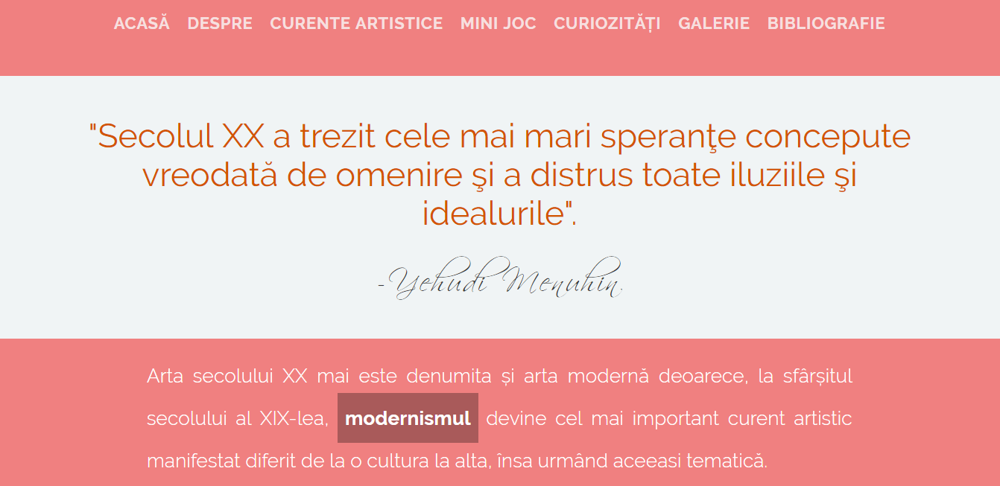 ACASĂ DESPRE CURENTE ARTISTICE MINI JOC CURIOZITĂȚI GALERIE BIBLIOGRAFIE
"Secolul XX a trezit cele mai mari speranţe concepute
vreodată de omenire şi a distrus toate iluziile şi
idealurile".
-Yehudi Menuhin.
Arta secolului XX mai este denumita și arta modernă deoarece, la sfârșitul
secolului al XIX-lea, modernismul devine cel mai important curent artistic
manifestat diferit de la o cultura la alta, însa urmând aceeasi tematică.